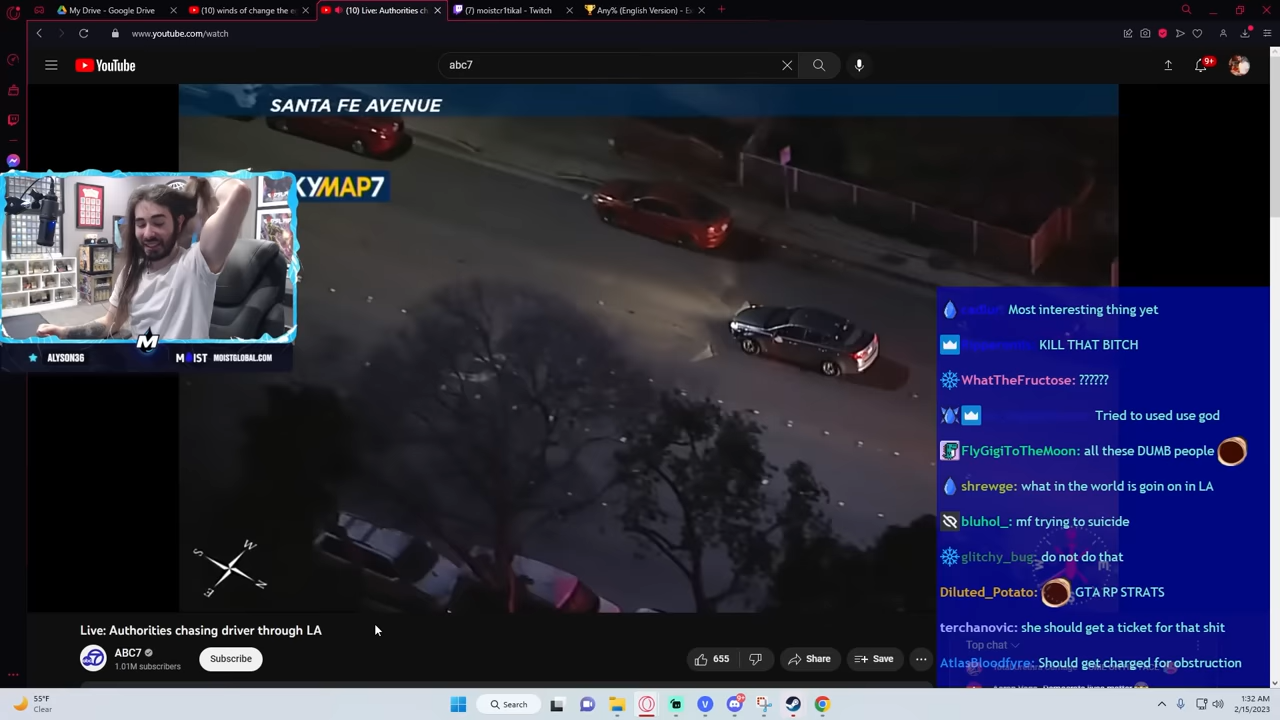 My Drive - Google Drive
(10) winds of change the e
(10) Live: Authorities c
(7) moistcr1tikal - Twitch
Any% (English Version) - Es
www.youtube.com/watch
YouTube
abc7
9+
SANTA FE AVENUE
KYMAP7
M
ALYSON36
MOIST MOISTGLOBAL.COM
Most interesting thing yet
KILL THAT BITCH
WhatTheFructose: ??????
Tried to used use god
FlyGigiToTheMoon: all these DUMB people
shrewge: what in the world is goin on in LA
bluhol_: mf trying to suicide
glitchy_bug: do not do that
Diluted_Potato: GTA RP STRATS
terchanovic: she should get a ticket for that shit
AtlasBloodfyre: Should get charged for obstruction
Top chat
S W N E
Live: Authorities chasing driver through LA
ABC7
1.01M subscribers
Subscribe
655
Share
Save
55°F
Clear
Search
1:32 AM
2/15/2023